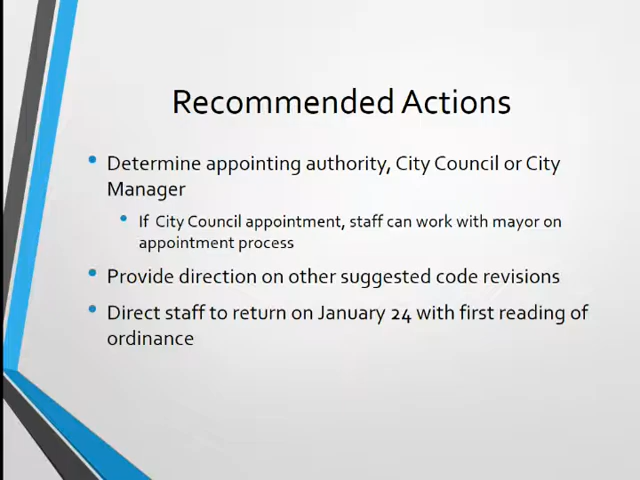 Recommended Actions
• Determine appointing authority, City Council or City
Manager
• If City Council appointment, staff can work with mayor on
appointment process
• Provide direction on other suggested code revisions
• Direct staff to return on January 24 with first reading of
ordinance